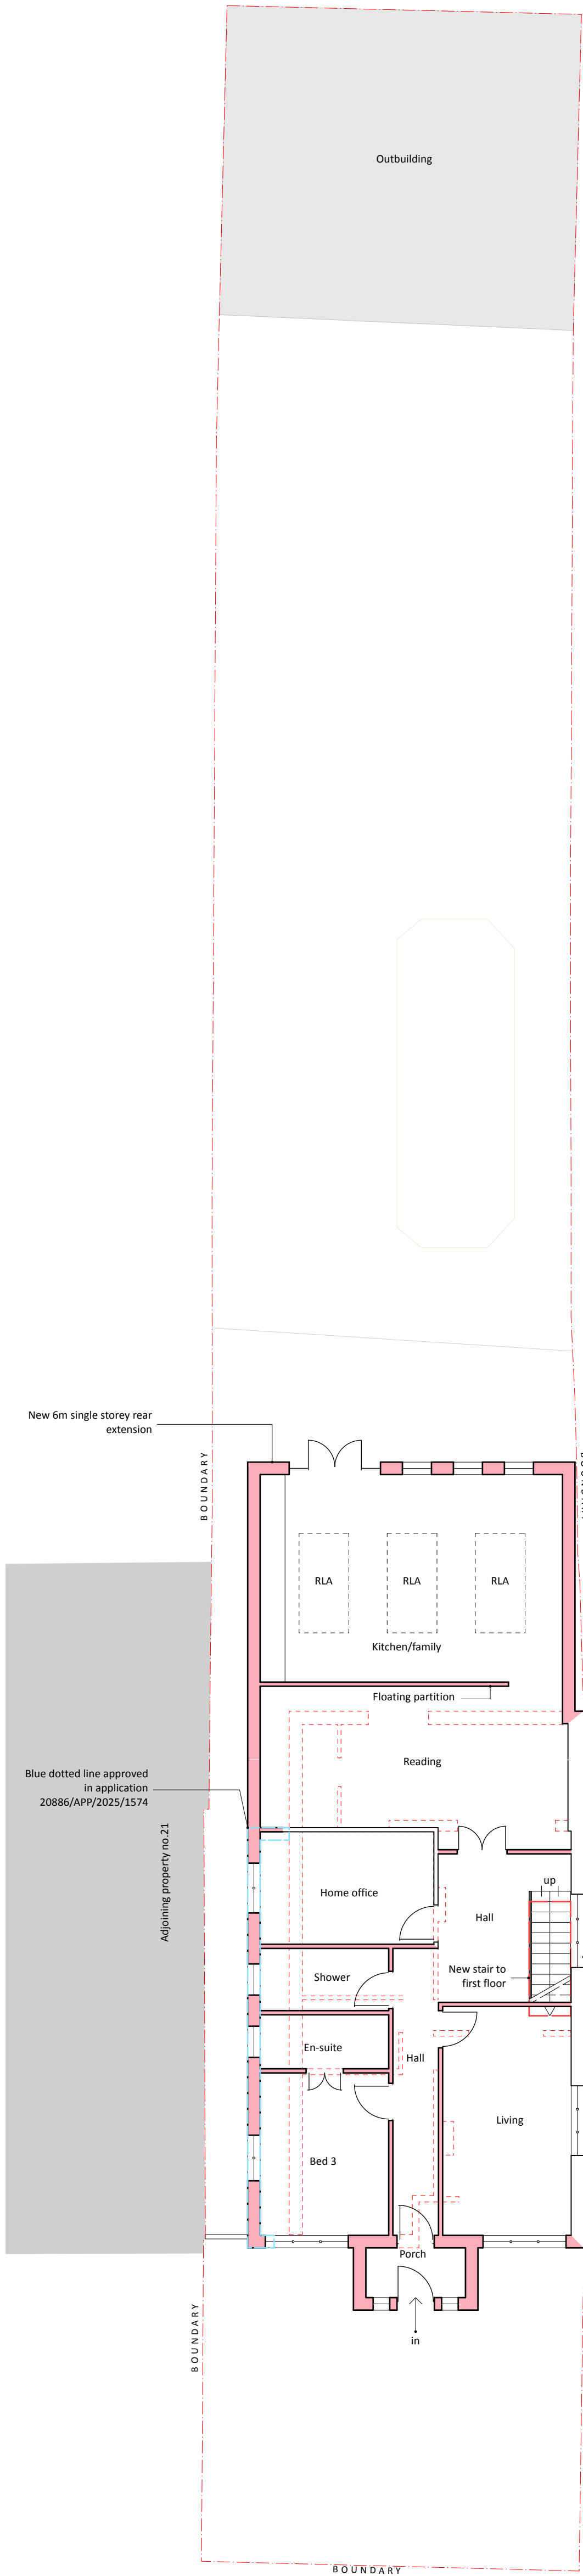 Outbuilding
New 6m single storey rear
extension
BOUNDARY
RLA
RLA
RLA
Kitchen/family
Floating partition
Reading
Blue dotted line approved
in application
20886/APP/2025/1574
Adjoining property no.21
Home office
up
Hall
New stair to
first floor
Shower
En-suite
Hall
Living
Bed 3
Porch
in
BOUNDARY
BOUNDARY